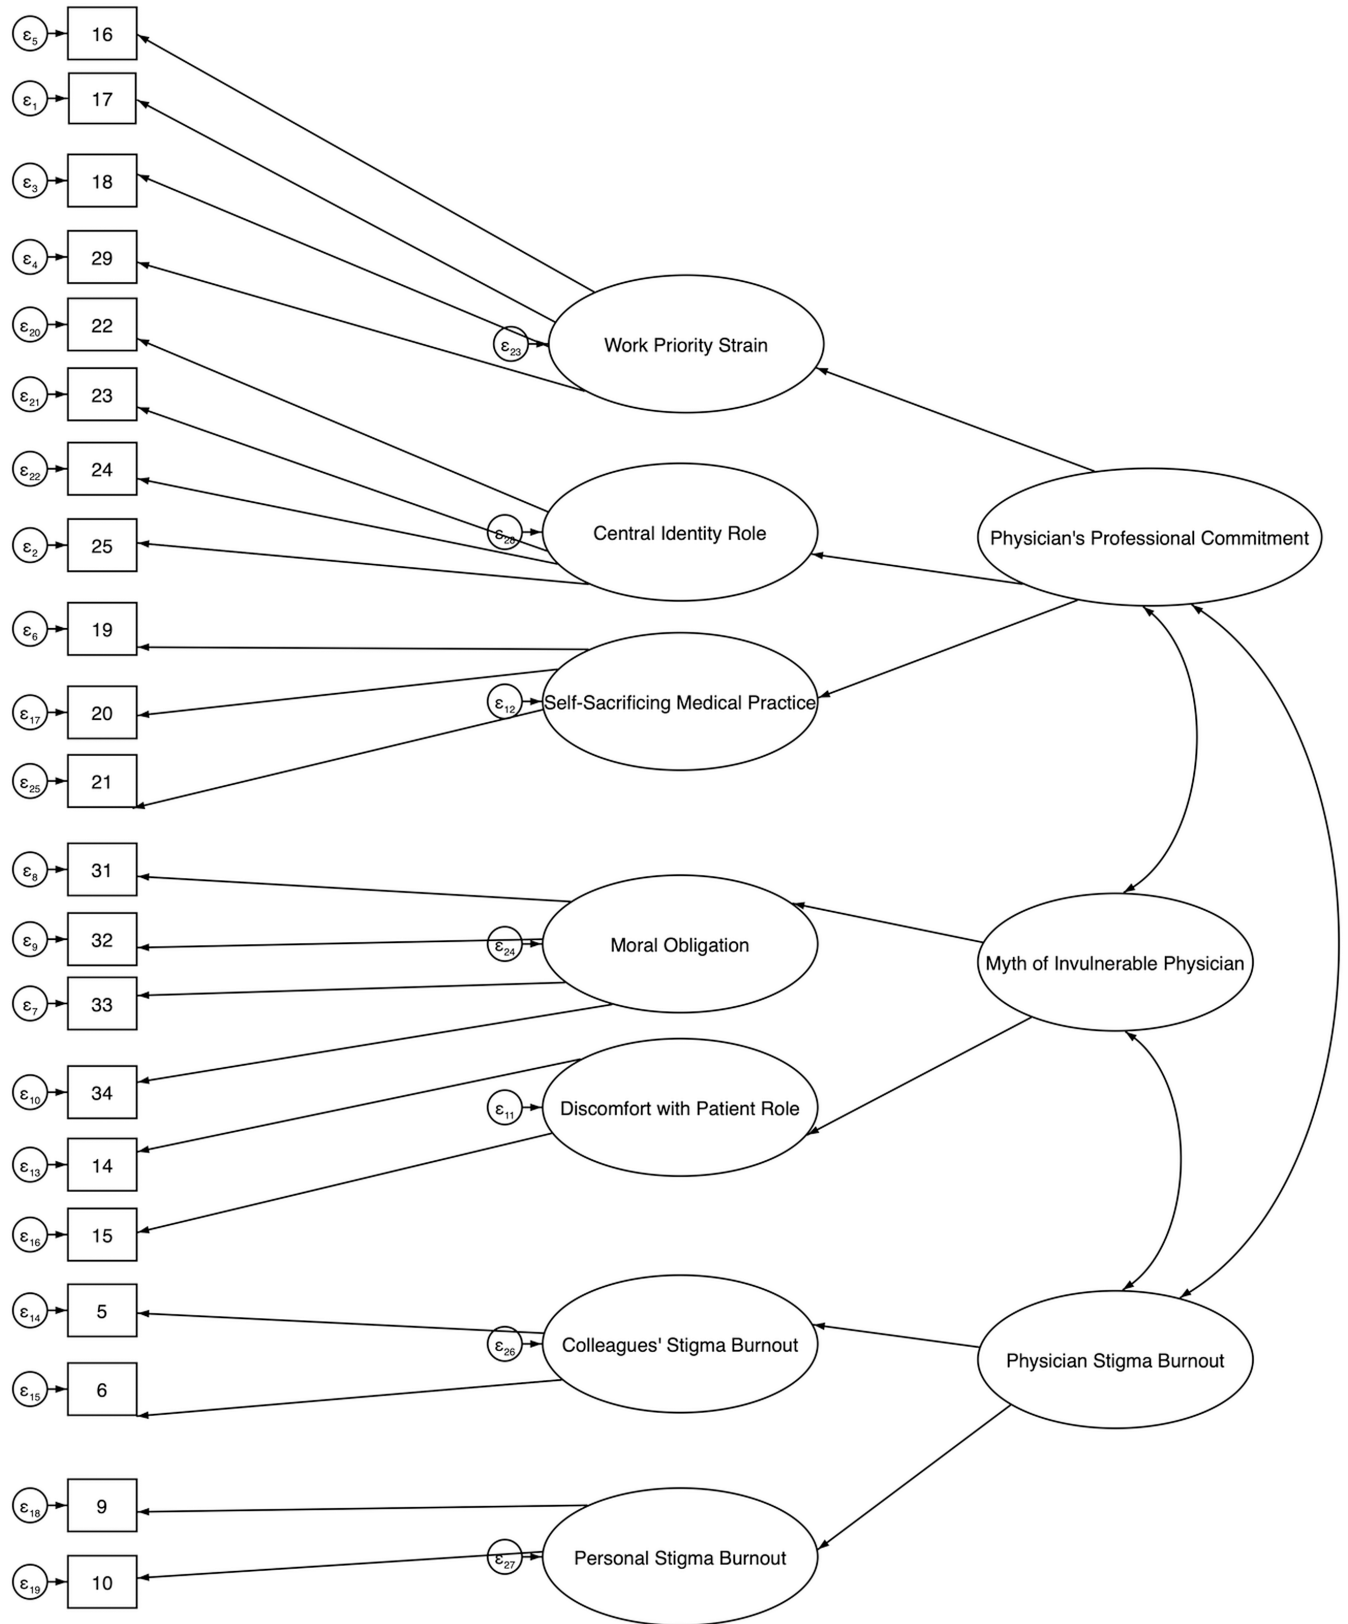 ε5 16
ε1 17
ε3 18
ε4 29
ε20 22
ε23 Work Priority Strain
ε21 23
ε22 24
ε28 Central Identity Role
Physician's Professional Commitment
ε2 25
ε6 19
ε17 20
ε12 Self-Sacrificing Medical Practice
ε25 21
ε8 31
ε9 32
ε24 Moral Obligation
Myth of Invulnerable Physician
ε7 33
ε10 34
ε11 Discomfort with Patient Role
ε13 14
ε16 15
ε14 5
ε26 Colleagues' Stigma Burnout
Physician Stigma Burnout
ε15 6
ε18 9
ε27 Personal Stigma Burnout
ε19 10